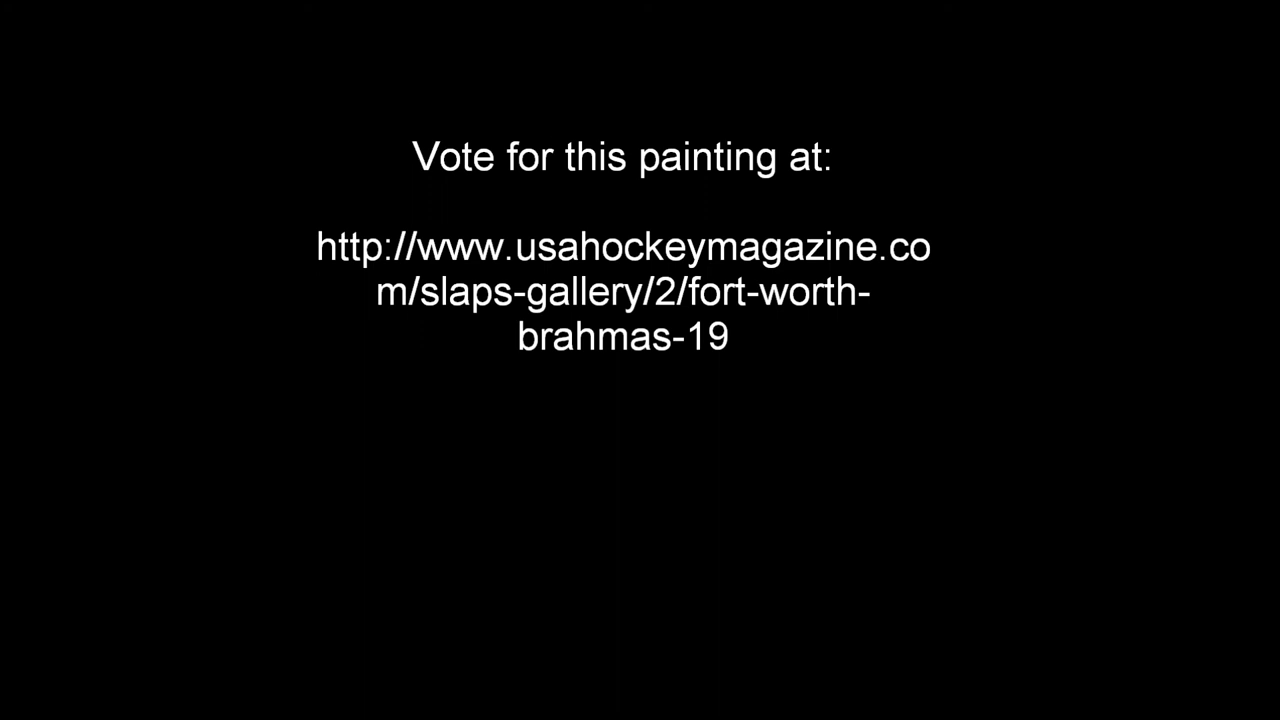 Vote for this painting at:
http://www.usahockeymagazine.co
m/slaps-gallery/2/fort-worth-
brahmas-19